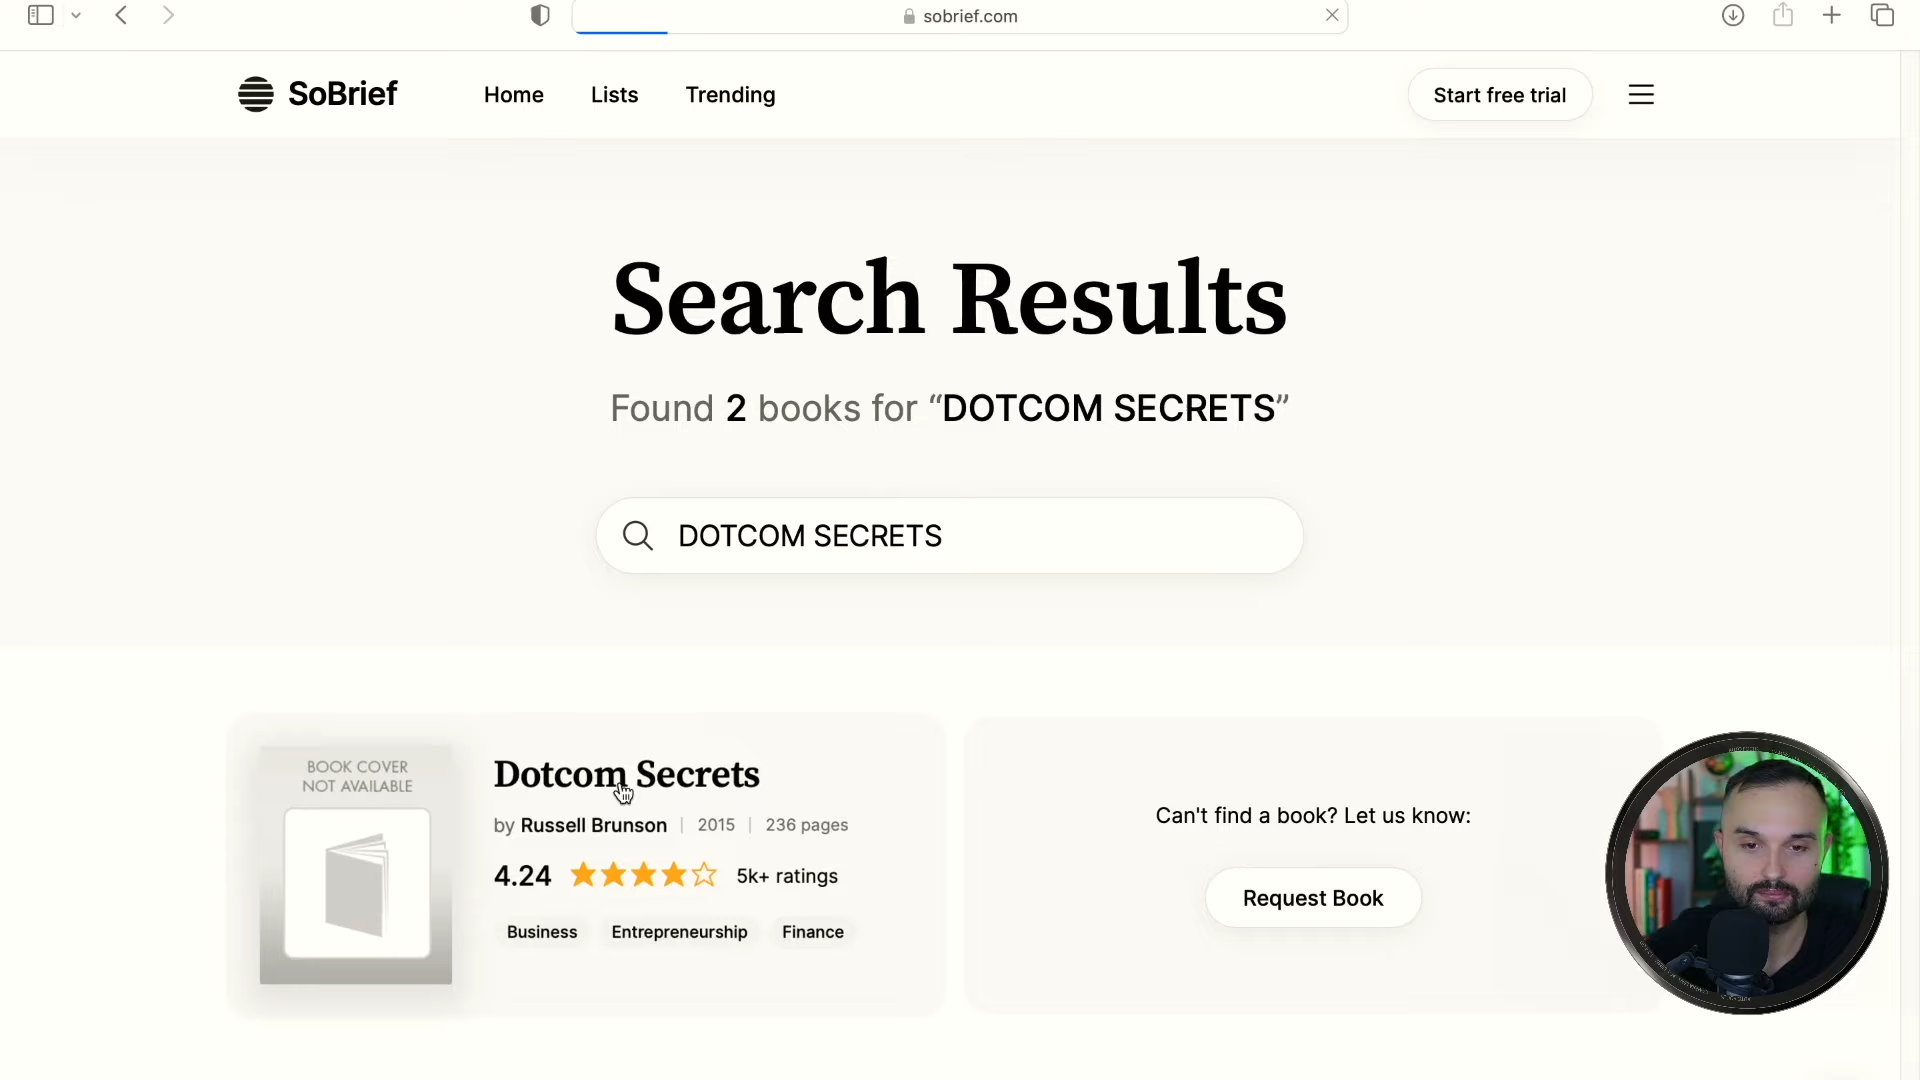 sobrief.com
SoBrief
Home
Lists
Trending
Start free trial
Search Results
Found 2 books for “DOTCOM SECRETS”
DOTCOM SECRETS
BOOK COVER
NOT AVAILABLE
Dotcom Secrets
by Russell Brunson | 2015 | 236 pages
4.24
5k+ ratings
Business
Entrepreneurship
Finance
Can't find a book? Let us know:
Request Book